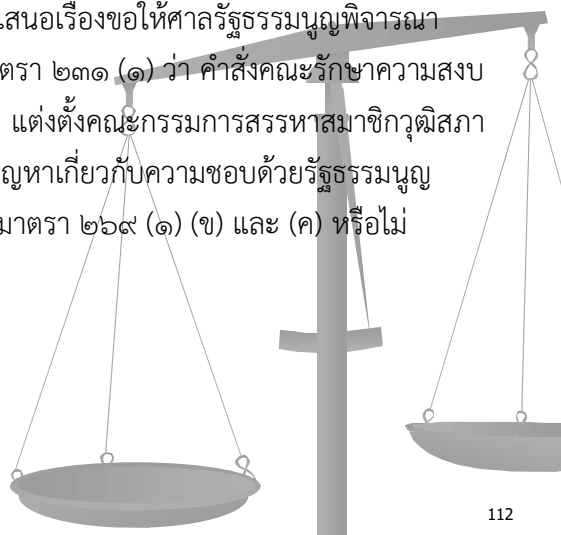 เสนอเรื่องขอให้ศาลรัฐธรรมนูญพิจารณา
ตรา ๒๓๑ (๑) ว่า คำสั่งคณะรักษาความสงบ
แต่งตั้งคณะกรรมการสรรหาสมาชิกวุฒิสภา
ญหาเกี่ยวกับความชอบด้วยรัฐธรรมนูญ
มาตรา ๒๖๙ (๑) (ข) และ (ค) หรือไม่
112